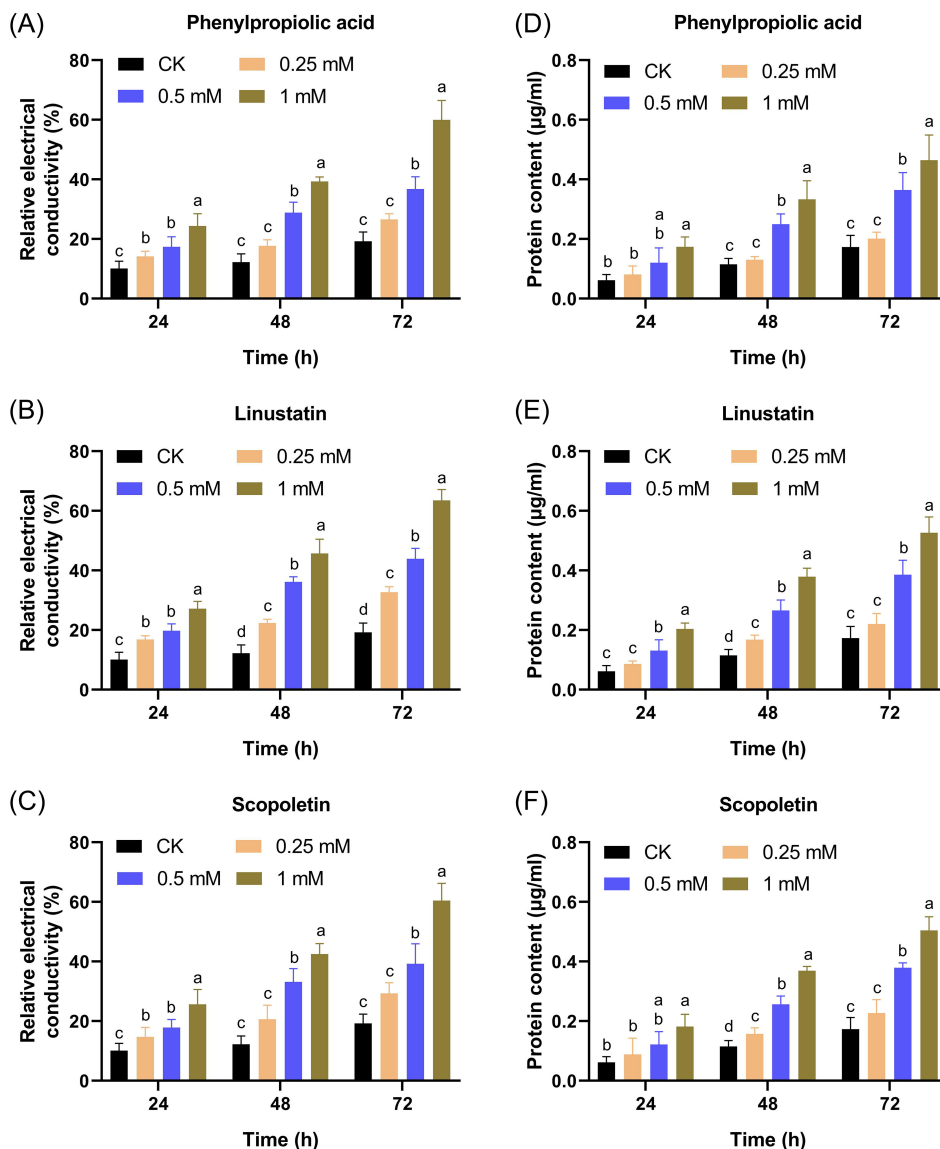 (A)
Phenylpropiolic acid
CK
0.25 mM
0.5 mM
1 mM
Relative electrical
conductivity (%)
80
60
40
20
0
c b b a
c c b a
c c b a
24 48 72
Time (h)
(D)
Phenylpropiolic acid
CK
0.25 mM
0.5 mM
1 mM
Protein content (μg/ml)
0.8
0.6
0.4
0.2
0.0
b b a b a
c c b a
c c b a
24 48 72
Time (h)
(B)
Linustatin
CK
0.25 mM
0.5 mM
1 mM
Relative electrical
conductivity (%)
80
60
40
20
0
c b b a
d c b a
d c b a
24 48 72
Time (h)
(E)
Linustatin
CK
0.25 mM
0.5 mM
1 mM
Protein content (μg/ml)
0.8
0.6
0.4
0.2
0.0
c c b a
d c b a
c c b a
24 48 72
Time (h)
(C)
Scopoletin
CK
0.25 mM
0.5 mM
1 mM
Relative electrical
conductivity (%)
80
60
40
20
0
c b b a
c c b a
c c b a
24 48 72
Time (h)
(F)
Scopoletin
CK
0.25 mM
0.5 mM
1 mM
Protein content (μg/ml)
0.8
0.6
0.4
0.2
0.0
b b a b a
d c b a
c c b a
24 48 72
Time (h)